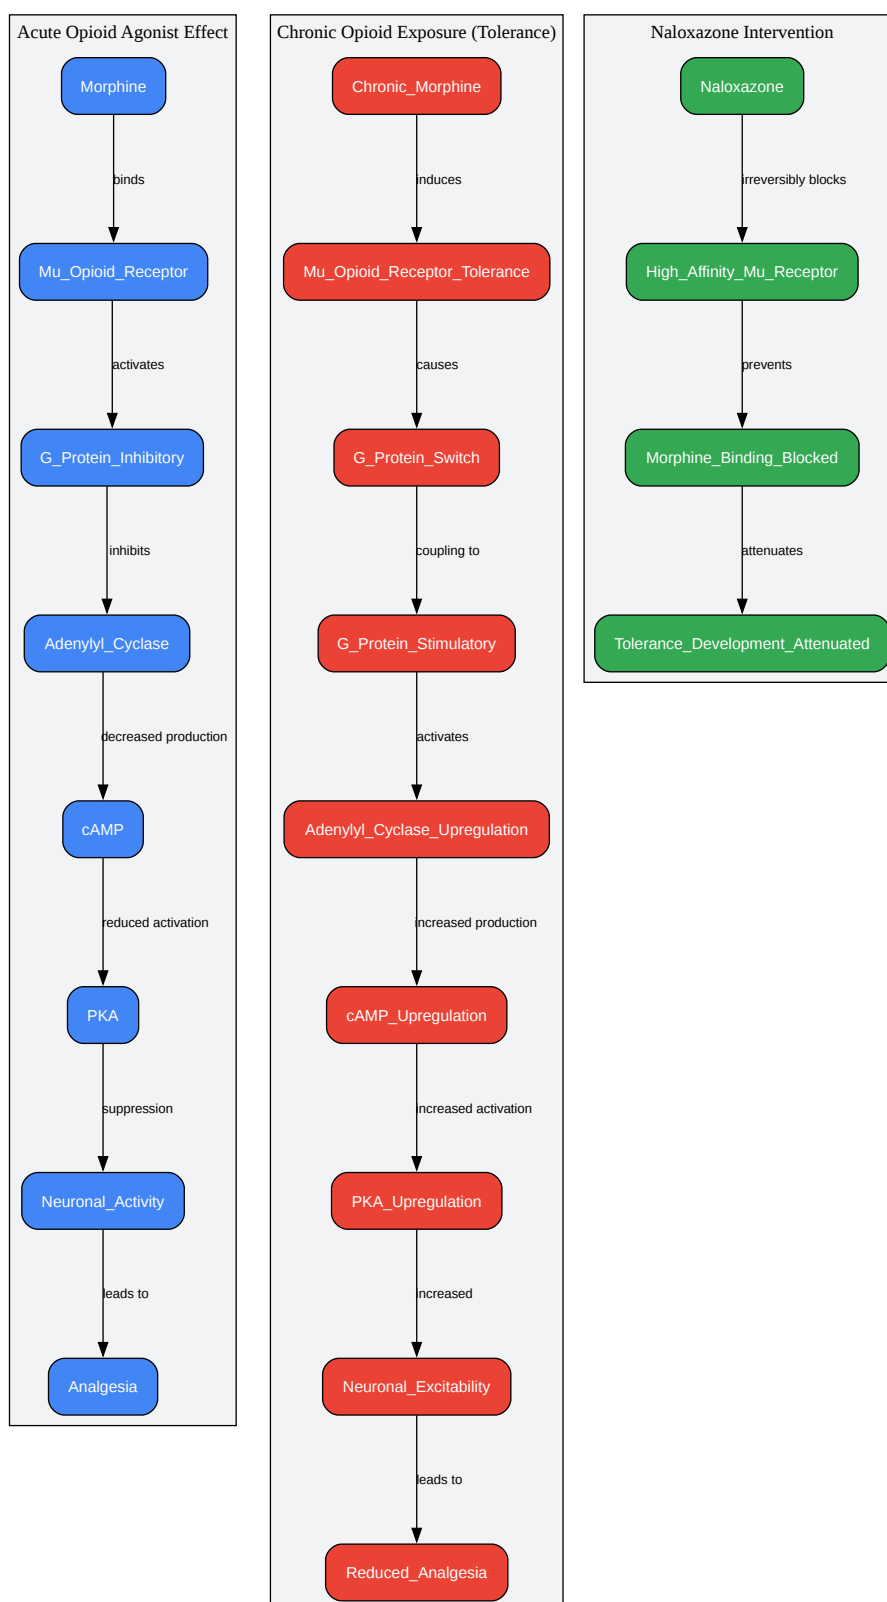 Acute Opioid Agonist Effect
Morphine
binds
Mu_Opioid_Receptor
activates
G_Protein_Inhibitory
inhibits
Adenylyl_Cyclase
decreased production
cAMP
reduced activation
PKA
suppression
Neuronal_Activity
leads to
Analgesia
Chronic Opioid Exposure (Tolerance)
Chronic_Morphine
induces
Mu_Opioid_Receptor_Tolerance
causes
G_Protein_Switch
coupling to
G_Protein_Stimulatory
activates
Adenylyl_Cyclase_Upregulation
increased production
cAMP_Upregulation
increased activation
PKA_Upregulation
increased
Neuronal_Excitability
leads to
Reduced_Analgesia
Naloxazone Intervention
Naloxazone
irreversibly blocks
High_Affinity_Mu_Receptor
prevents
Morphine_Binding_Blocked
attenuates
Tolerance_Development_Attenuated